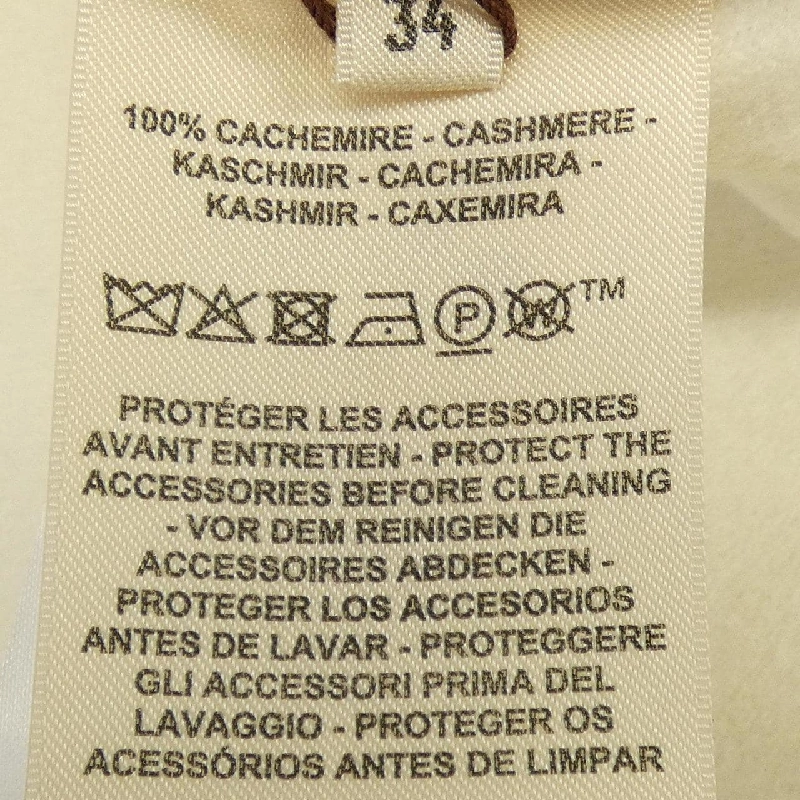 34
100% CACHEMIRE - CASHMERE -
KASCHMIR - CACHEMIRA -
KASHMIR - CAXEMIRA
P W TM
PROTÉGER LES ACCESSOIRES
AVANT ENTRETIEN - PROTECT THE
ACCESSORIES BEFORE CLEANING
- VOR DEM REINIGEN DIE
ACCESSOIRES ABDECKEN -
PROTEGER LOS ACCESORIOS
ANTES DE LAVAR - PROTEGGERE
GLI ACCESSORI PRIMA DEL
LAVAGGIO - PROTEGER OS
ACESSÓRIOS ANTES DE LIMPAR